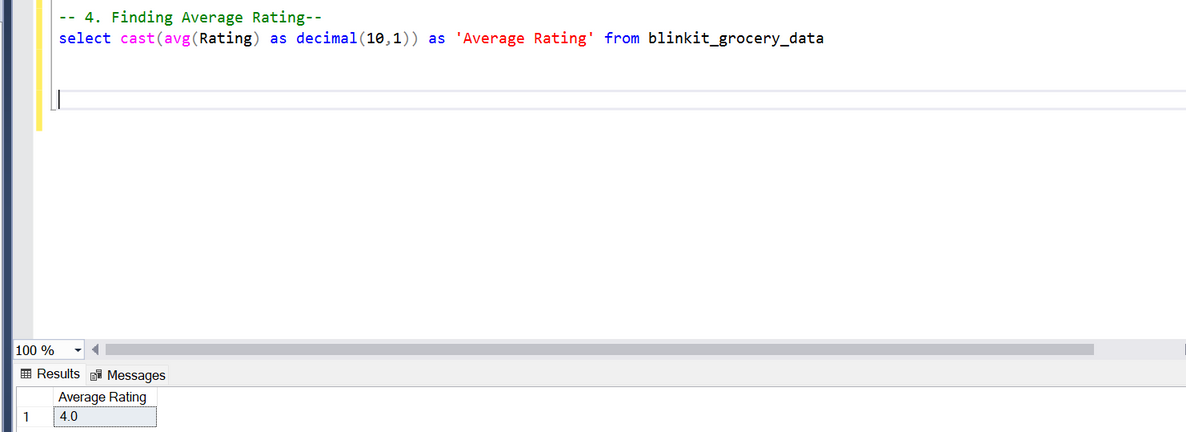 -- 4. Finding Average Rating--
select cast(avg(Rating) as decimal(10,1)) as 'Average Rating' from blinkit_grocery_data
100 %
Results Messages
Average Rating
1 4.0